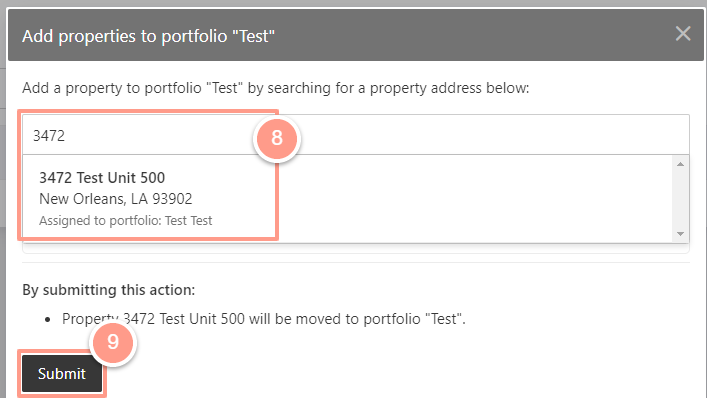 Add properties to portfolio "Test"
Add a property to portfolio "Test" by searching for a property address below:
3472
8
3472 Test Unit 500
New Orleans, LA 93902
Assigned to portfolio: Test Test
By submitting this action:
• Property 3472 Test Unit 500 will be moved to portfolio "Test".
9
Submit